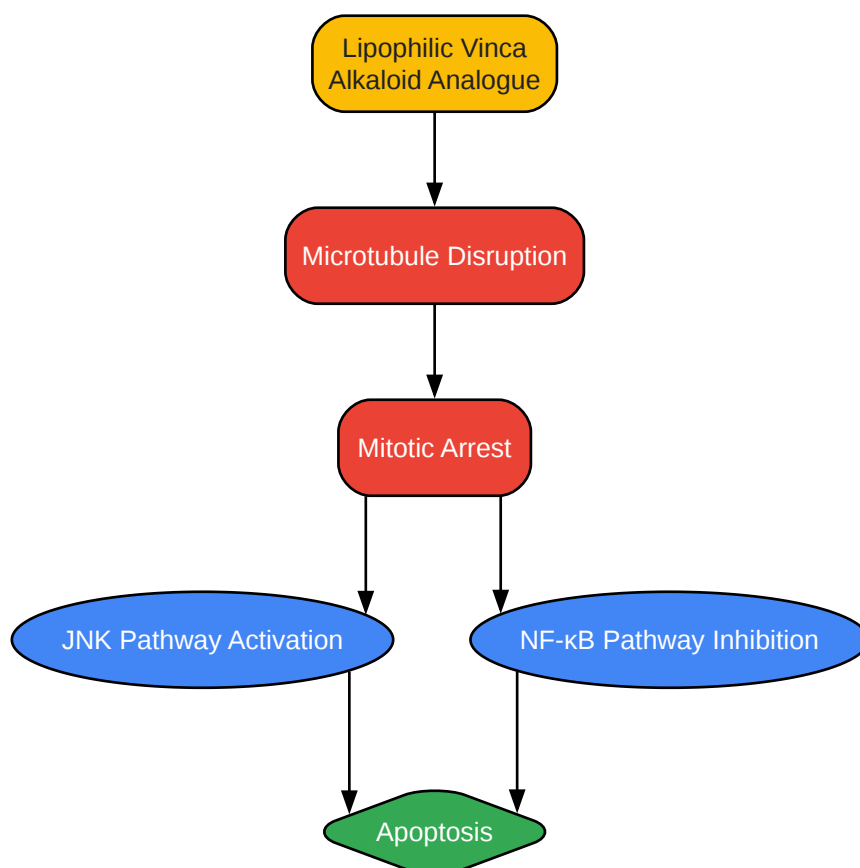 Lipophilic Vinca
Alkaloid Analogue
Microtubule Disruption
Mitotic Arrest
JNK Pathway Activation
NF-κB Pathway Inhibition
Apoptosis